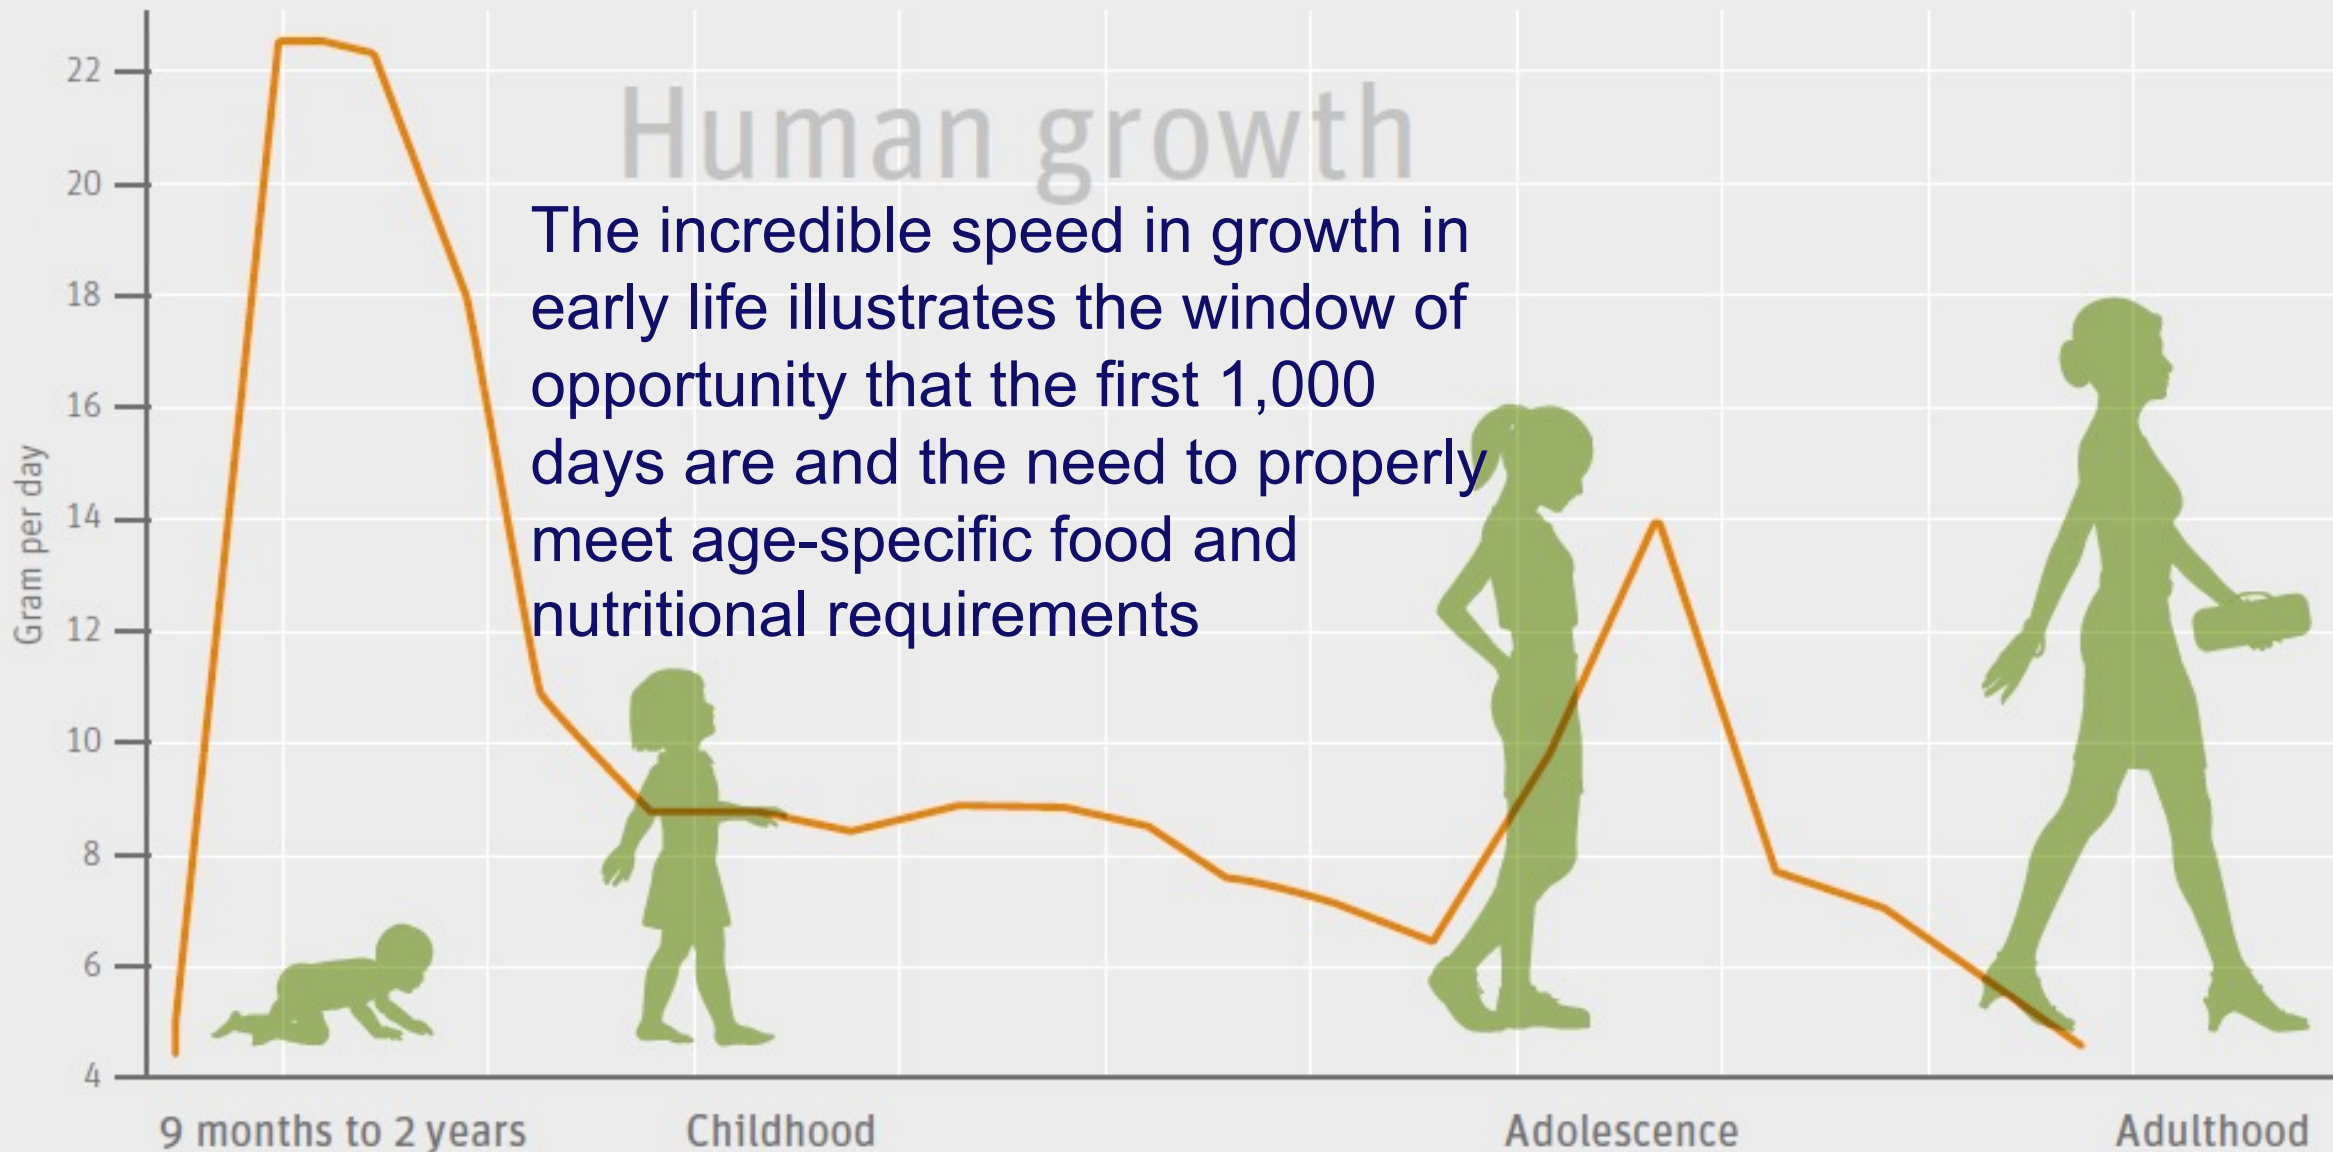 Human growth
The incredible speed in growth in
early life illustrates the window of
opportunity that the first 1,000
days are and the need to properly
meet age-specific food and
nutritional requirements
Gram per day
22
20
18
16
14
12
10
8
6
4
9 months to 2 years
Childhood
Adolescence
Adulthood